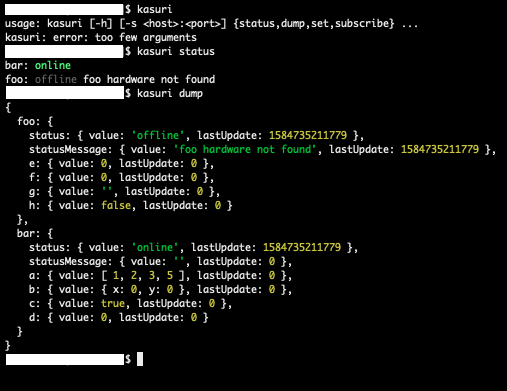 $ kasuri
usage: kasuri [-h] [-s <host>:<port>] {status,dump,set,subscribe} ...
kasuri: error: too few arguments
$ kasuri status
bar: online
foo: offline foo hardware not found
$ kasuri dump
{
  foo: {
    status: { value: 'offline', lastUpdate: 1584735211779 },
    statusMessage: { value: 'foo hardware not found', lastUpdate: 1584735211779 },
    e: { value: 0, lastUpdate: 0 },
    f: { value: 0, lastUpdate: 0 },
    g: { value: '', lastUpdate: 0 },
    h: { value: false, lastUpdate: 0 }
  },
  bar: {
    status: { value: 'online', lastUpdate: 1584735211779 },
    statusMessage: { value: '', lastUpdate: 0 },
    a: { value: [ 1, 2, 3, 5 ], lastUpdate: 0 },
    b: { value: { x: 0, y: 0 }, lastUpdate: 0 },
    c: { value: true, lastUpdate: 0 },
    d: { value: 0, lastUpdate: 0 }
  }
}
$